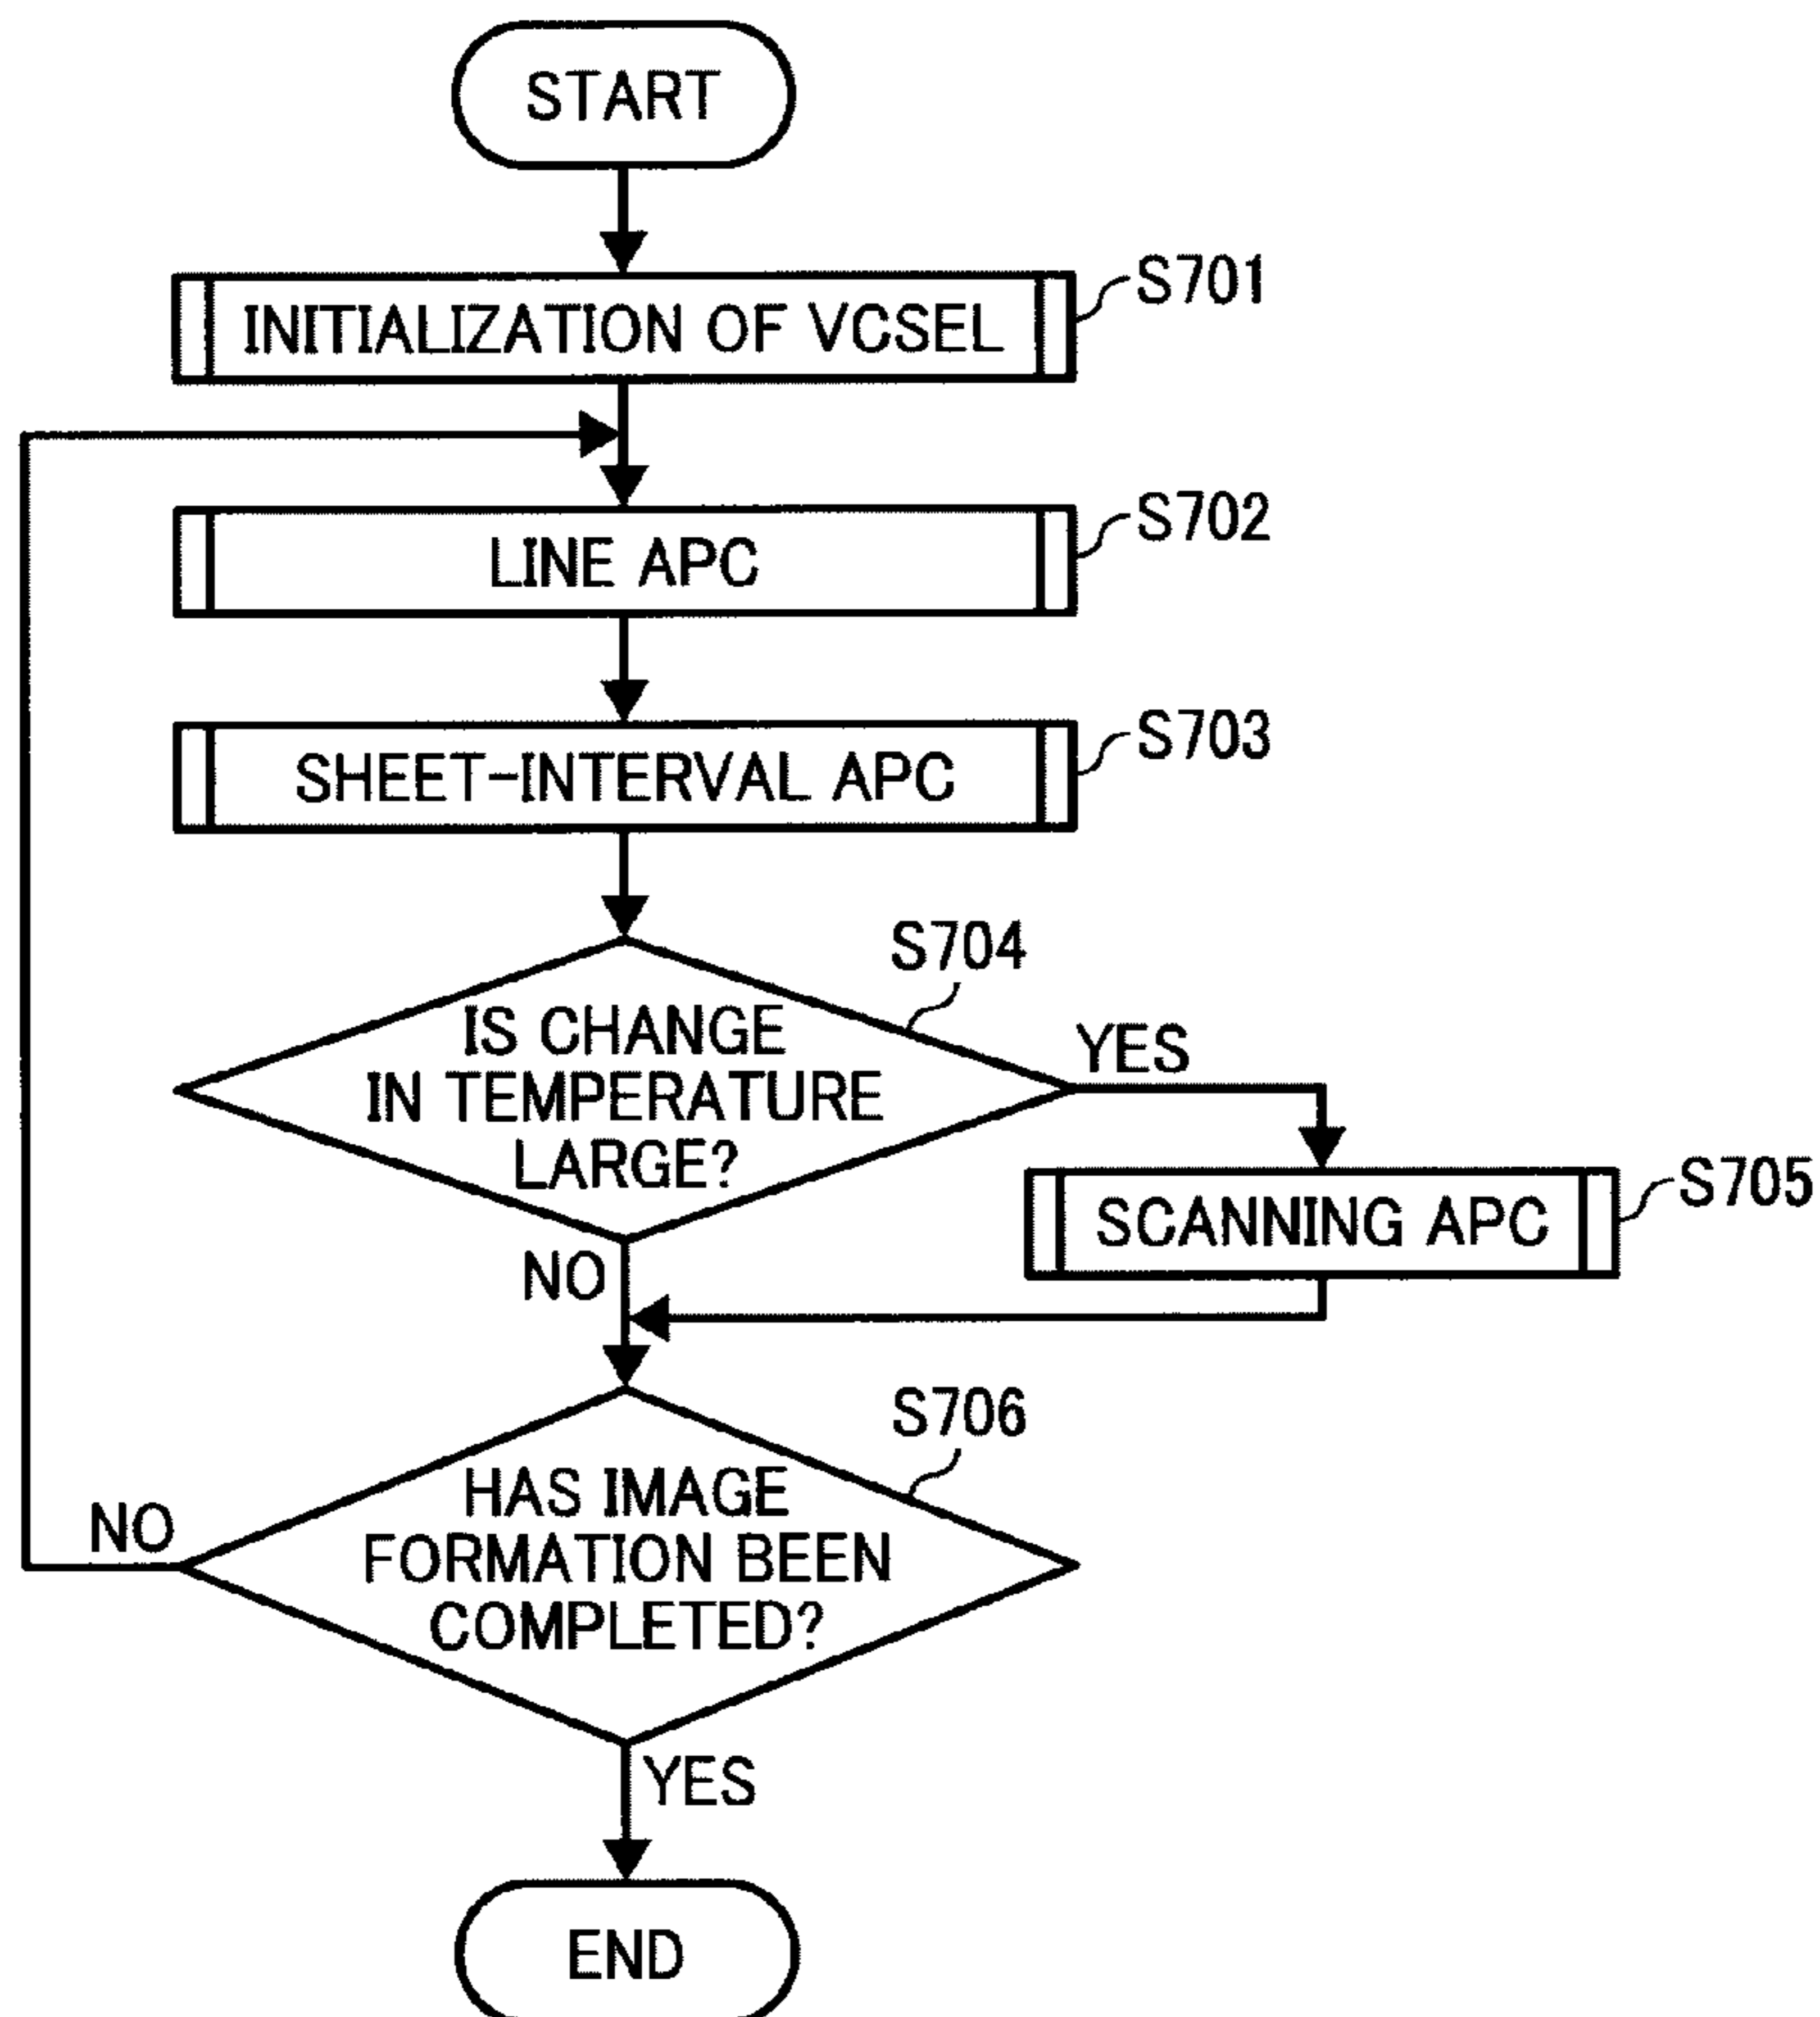 START
INITIALIZATION OF VCSEL
S701
LINE APC
S702
SHEET-INTERVAL APC
S703
S704
IS CHANGE
IN TEMPERATURE
LARGE?
YES
SCANNING APC
S705
NO
S706
HAS IMAGE
FORMATION BEEN
COMPLETED?
NO
YES
END